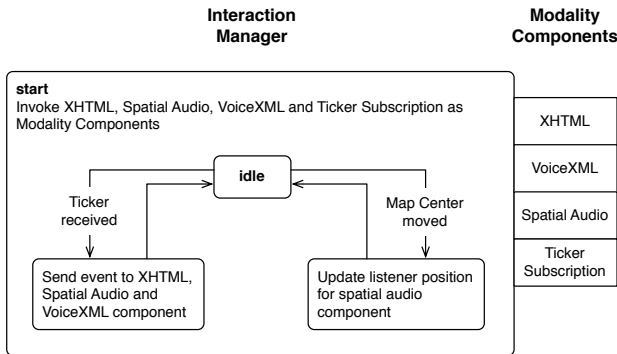 Interaction
Manager
Modality
Components
start
Invoke XHTML, Spatial Audio, VoiceXML and Ticker Subscription as
Modality Components
XHTML
VoiceXML
Spatial Audio
Ticker
Subscription
idle
Ticker
received
Map Center
moved
Send event to XHTML,
Spatial Audio and
VoiceXML component
Update listener position
for spatial audio
component